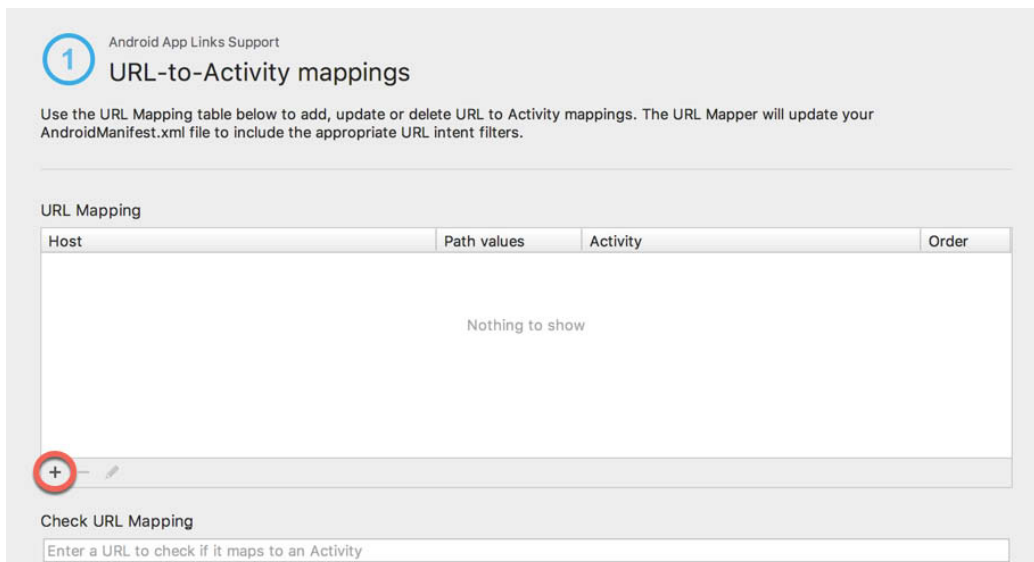 1
Android App Links Support
URL-to-Activity mappings
Use the URL Mapping table below to add, update or delete URL to Activity mappings. The URL Mapper will update your
AndroidManifest.xml file to include the appropriate URL intent filters.
URL Mapping
Host Path values Activity Order
Nothing to show
+ −
Check URL Mapping
Enter a URL to check if it maps to an Activity